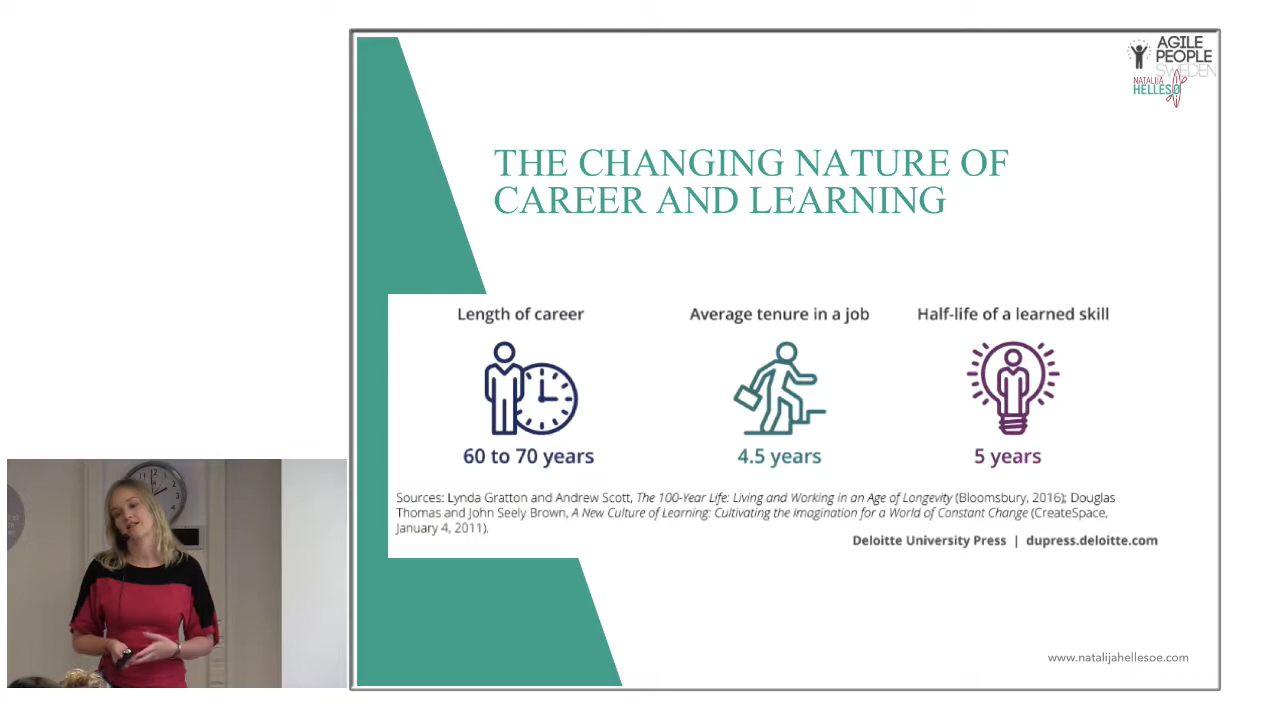 AGILE
PEOPLE
SWEDEN
NATALIJA
HELLESØ
THE CHANGING NATURE OF
CAREER AND LEARNING
Length of career
Average tenure in a job
Half-life of a learned skill
60 to 70 years
4.5 years
5 years
Sources: Lynda Gratton and Andrew Scott, The 100-Year Life: Living and Working in an Age of Longevity (Bloomsbury, 2016); Douglas
Thomas and John Seely Brown, A New Culture of Learning: Cultivating the Imagination for a World of Constant Change (CreateSpace,
January 4, 2011).
Deloitte University Press | dupress.deloitte.com
www.natalijahellesoe.com